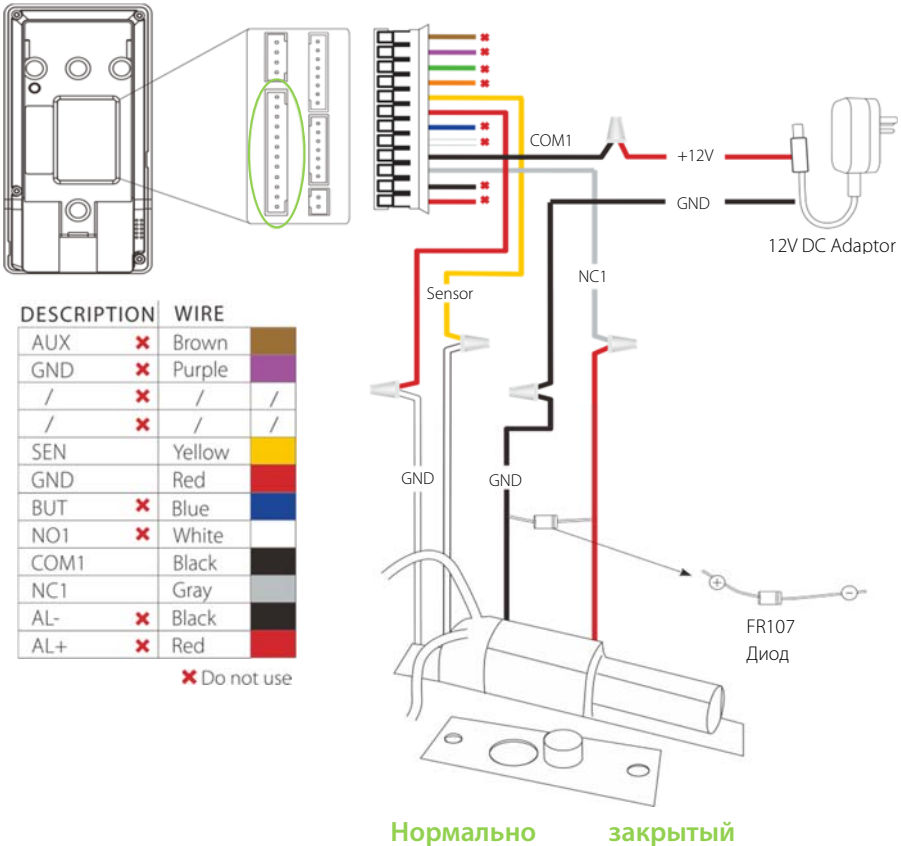 COM1
+12V
GND
12V DC Adaptor
NC1
Sensor
DESCRIPTION WIRE
AUX Brown
GND Purple
/ / /
/ / /
SEN Yellow
GND Red
BUT Blue
NO1 White
COM1 Black
NC1 Gray
AL- Black
AL+ Red
Do not use
GND
GND
+ −
FR107
Диод
Нормально закрытый